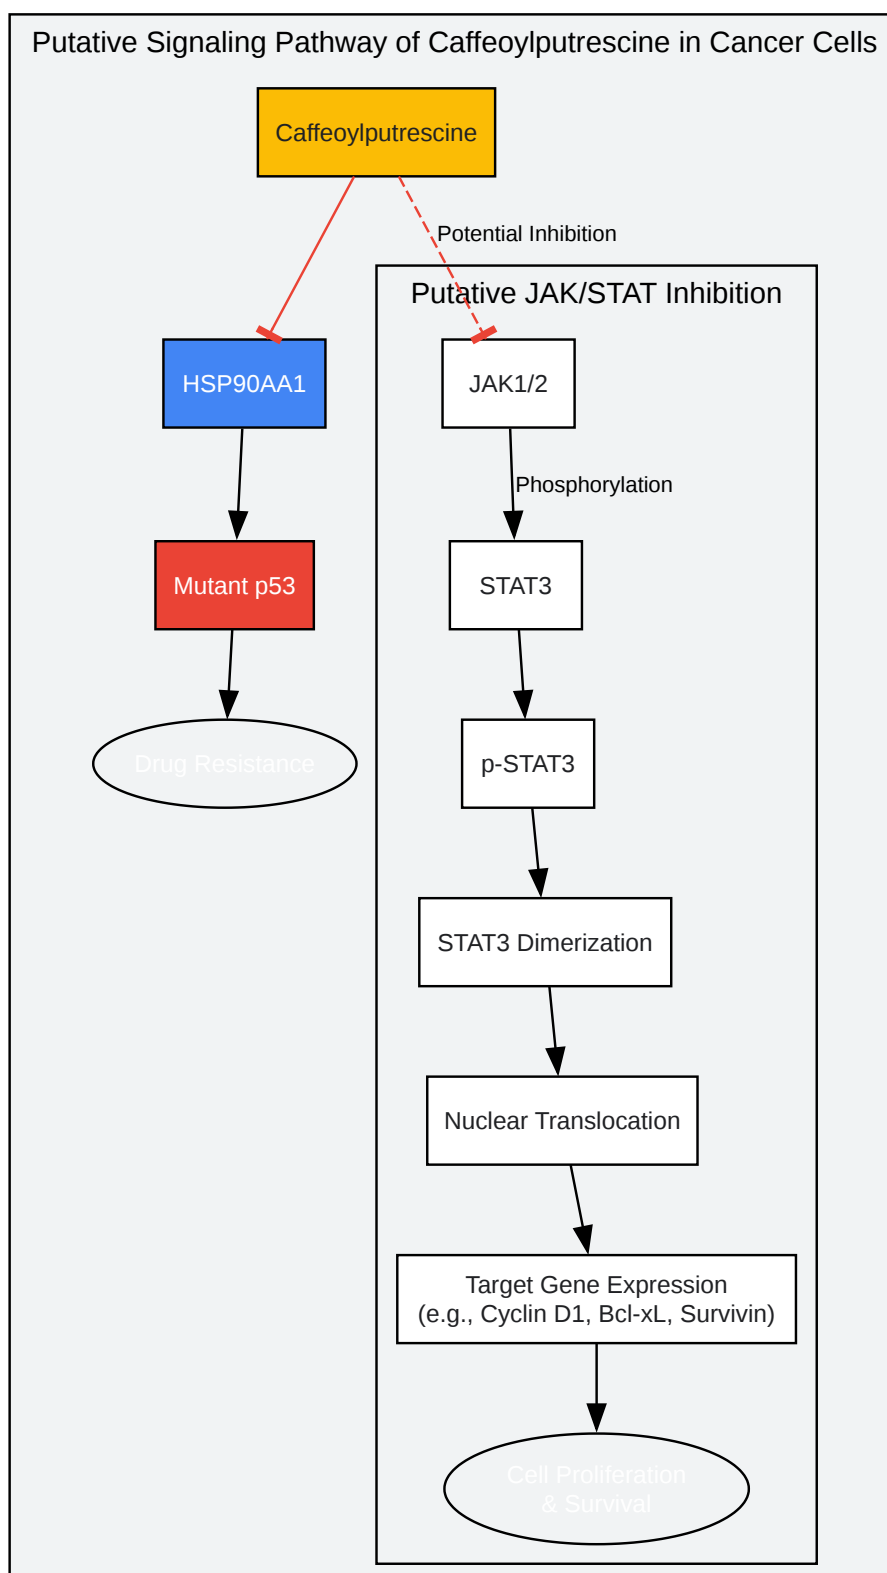 Putative Signaling Pathway of Caffeoylputrescine in Cancer Cells
Caffeoylputrescine
Potential Inhibition
Putative JAK/STAT Inhibition
HSP90AA1
JAK1/2
Phosphorylation
Mutant p53
STAT3
Drug Resistance
p-STAT3
STAT3 Dimerization
Nuclear Translocation
Target Gene Expression
(e.g., Cyclin D1, Bcl-xL, Survivin)
Cell Proliferation
& Survival